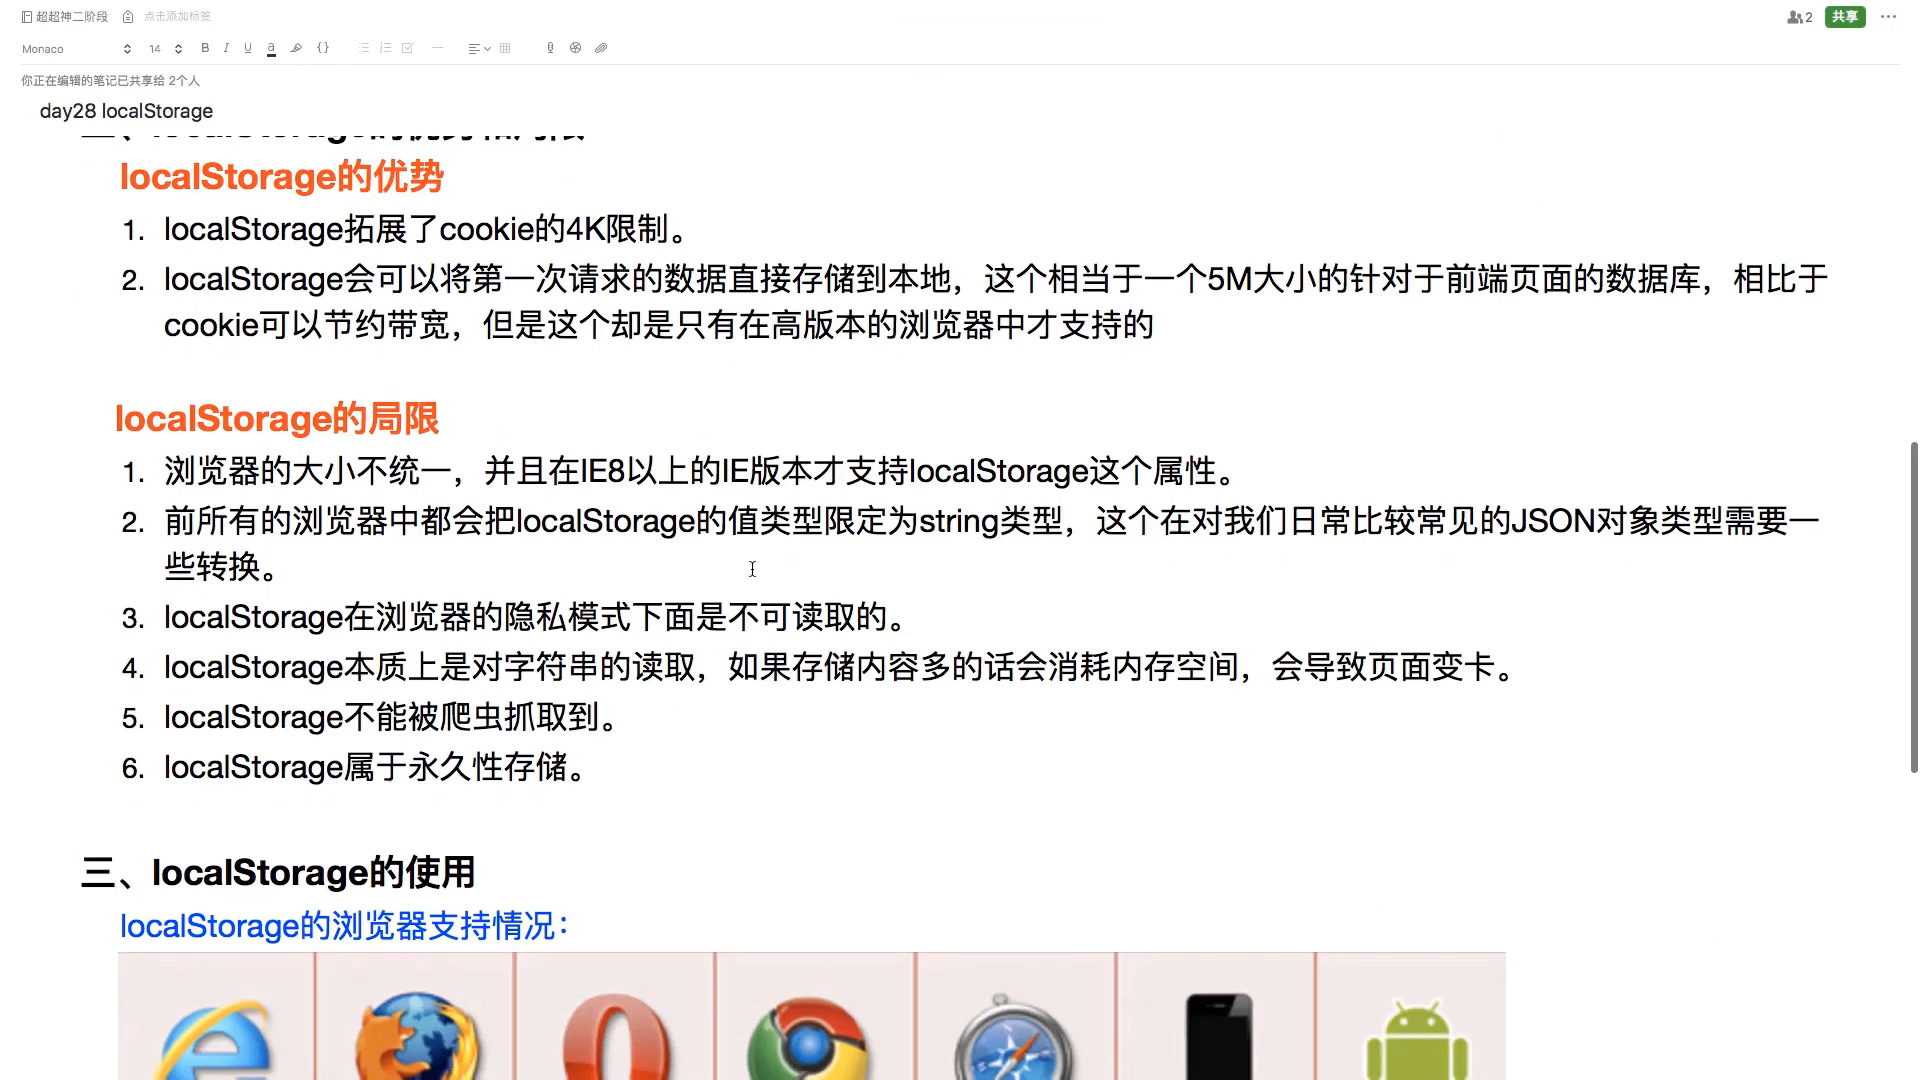 超超神二阶段 点击添加标签 2 共享
Monaco 14 B I U a {}
你正在编辑的笔记已共享给 2个人
day28 localStorage
localStorage的优势
1. localStorage拓展了cookie的4K限制。
2. localStorage会可以将第一次请求的数据直接存储到本地，这个相当于一个5M大小的针对于前端页面的数据库，相比于
cookie可以节约带宽，但是这个却是只有在高版本的浏览器中才支持的
localStorage的局限
1. 浏览器的大小不统一，并且在IE8以上的IE版本才支持localStorage这个属性。
2. 前所有的浏览器中都会把localStorage的值类型限定为string类型，这个在对我们日常比较常见的JSON对象类型需要一
些转换。
3. localStorage在浏览器的隐私模式下面是不可读取的。
4. localStorage本质上是对字符串的读取，如果存储内容多的话会消耗内存空间，会导致页面变卡。
5. localStorage不能被爬虫抓取到。
6. localStorage属于永久性存储。
三、localStorage的使用
localStorage的浏览器支持情况：